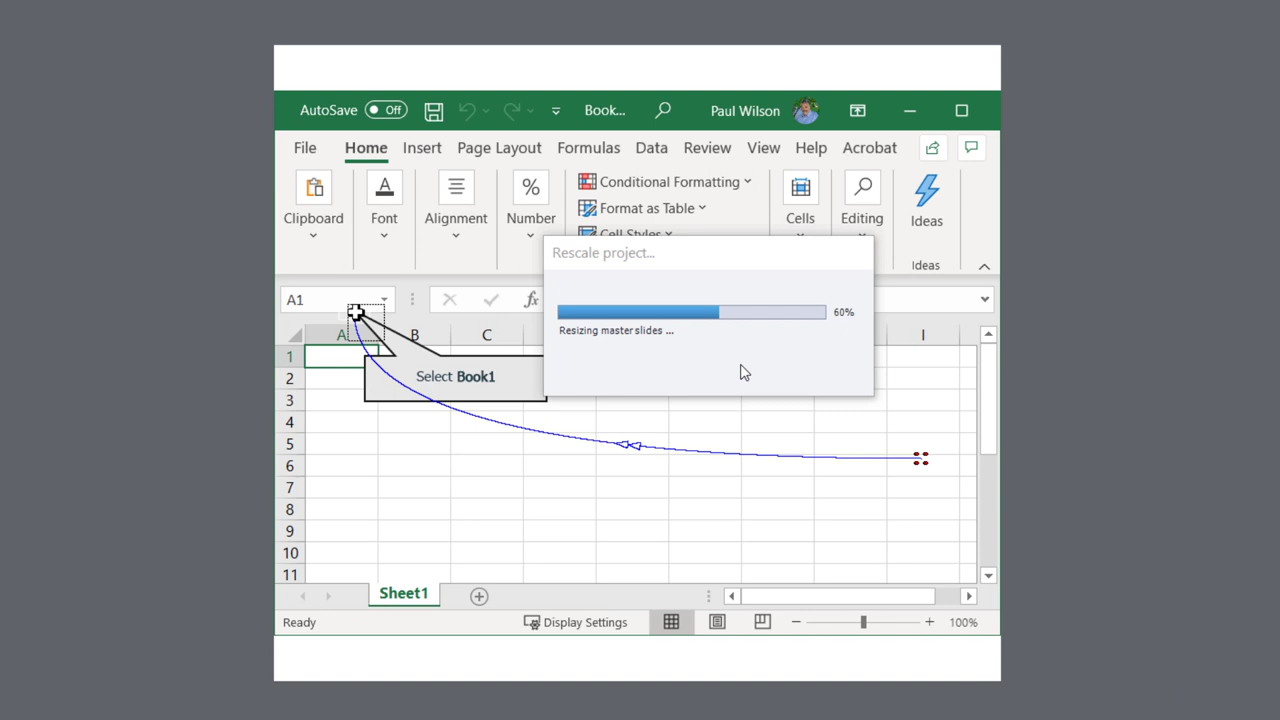 AutoSave Off Book... Paul Wilson
File Home Insert Page Layout Formulas Data Review View Help Acrobat
Clipboard Font Alignment % Number Conditional Formatting Format as Table Cell Styles Cells Editing Ideas
Ideas
A1 fx
Rescale project...
60%
Resizing master slides ...
A B C I
1
Select Book1
2
3
4
5
6
7
8
9
10
11
Sheet1
Ready Display Settings 100%